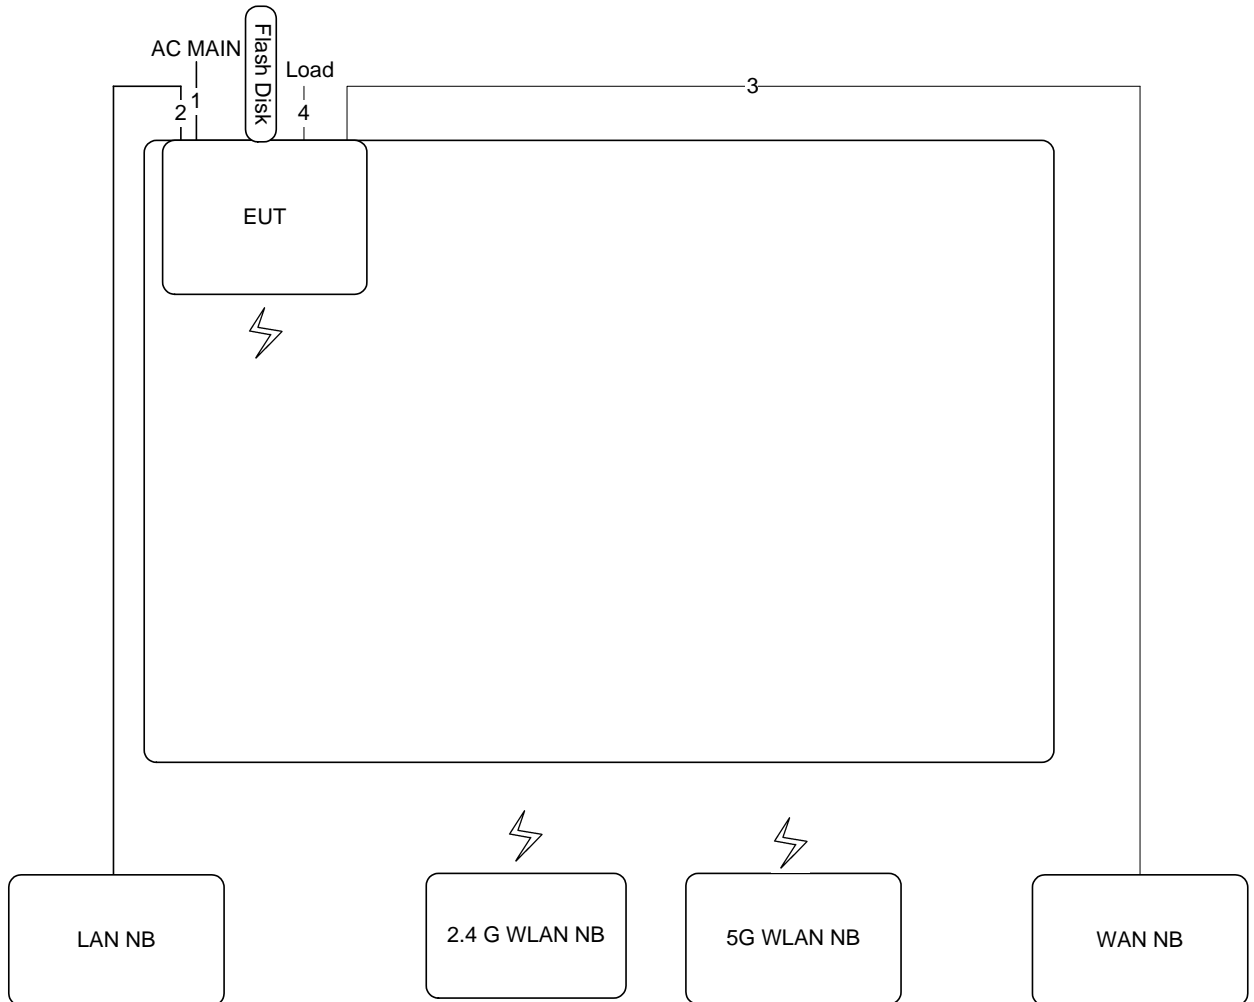 AC MAIN
Flash Disk
Load
3
1
2
4
EUT
LAN NB
2.4 G WLAN NB
5G WLAN NB
WAN NB